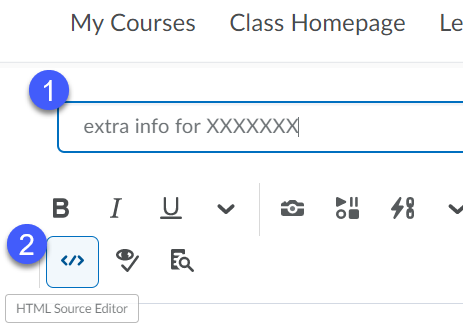 My Courses Class Homepage Le
1
extra info for XXXXXXX
B I U
2 </>
HTML Source Editor